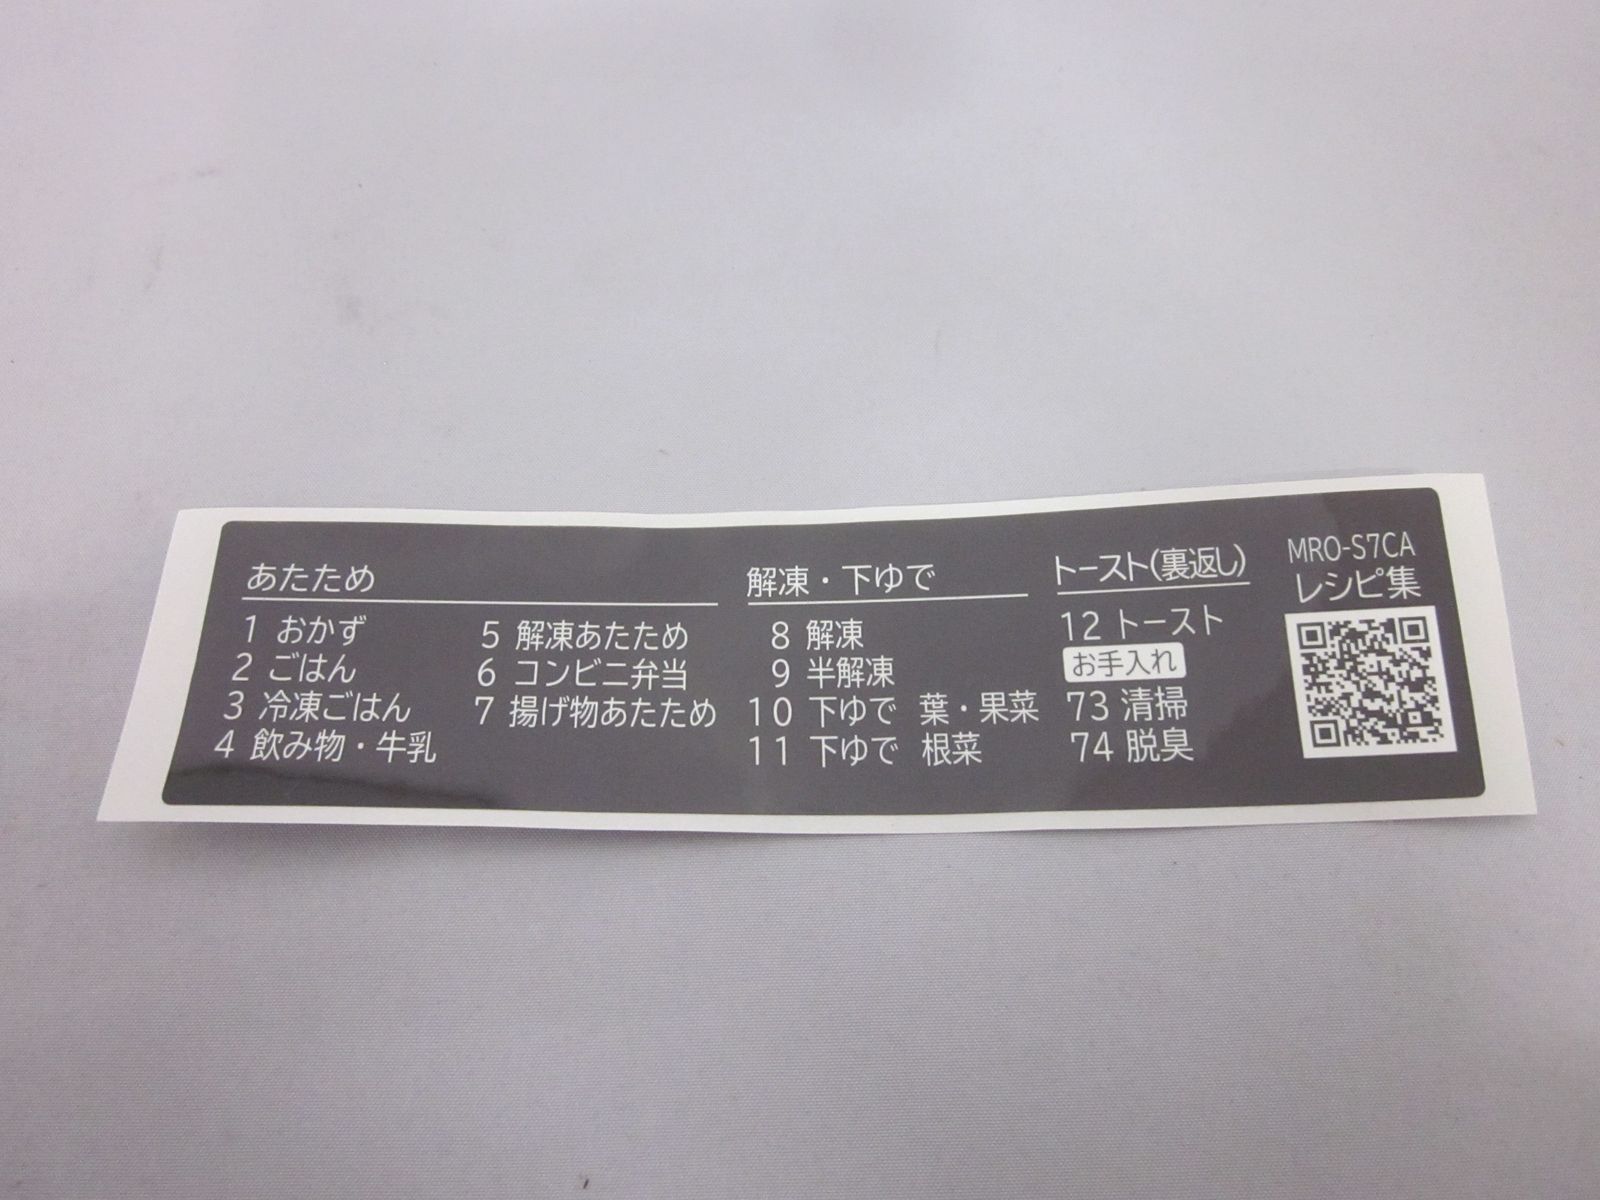 あたため
1 おかず
2 ごはん
3 冷凍ごはん
4 飲み物・牛乳
5 解凍あたため
6 コンビニ弁当
7 揚げ物あたため
解凍・下ゆで
8 解凍
9 半解凍
10 下ゆで 葉・果菜
11 下ゆで 根菜
トースト(裏返し)
12 トースト
お手入れ
73 清掃
74 脱臭
MRO-S7CA
レシピ集